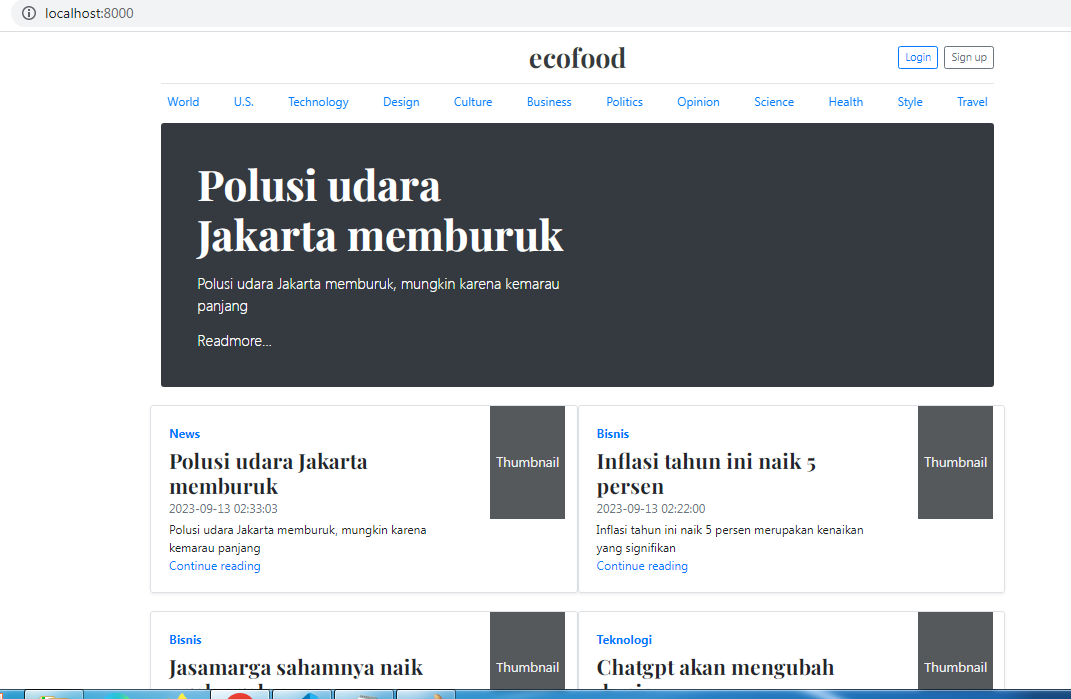 localhost:8000
ecofood
Login
Sign up
World
U.S.
Technology
Design
Culture
Business
Politics
Opinion
Science
Health
Style
Travel
Polusi udara
Jakarta memburuk
Polusi udara Jakarta memburuk, mungkin karena kemarau
panjang
Readmore...
News
Polusi udara Jakarta
memburuk
2023-09-13 02:33:03
Polusi udara Jakarta memburuk, mungkin karena
kemarau panjang
Continue reading
Thumbnail
Bisnis
Inflasi tahun ini naik 5
persen
2023-09-13 02:22:00
Inflasi tahun ini naik 5 persen merupakan kenaikan
yang signifikan
Continue reading
Thumbnail
Bisnis
Jasamarga sahamnya naik
Thumbnail
Teknologi
Chatgpt akan mengubah
Thumbnail